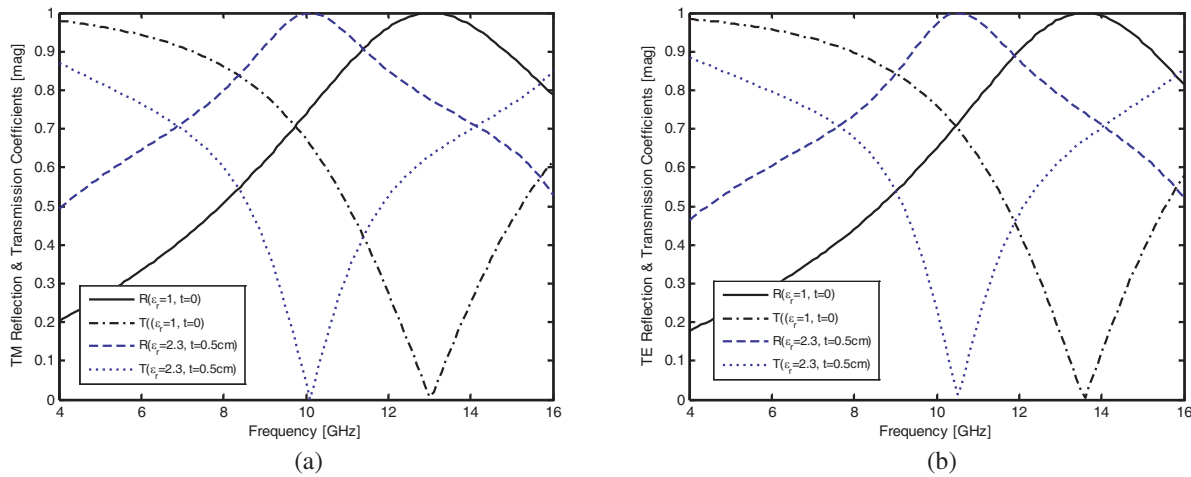 TM Reflection & Transmission Coefficients [mag]
1
0.9
0.8
0.7
0.6
0.5
0.4
0.3
0.2
0.1
0
R(εr=1, t=0)
T((εr=1, t=0)
R(εr=2.3, t=0.5cm)
T(εr=2.3, t=0.5cm)
4 6 8 10 12 14 16
Frequency [GHz]
(a)
TE Reflection & Transmission Coefficients [mag]
1
0.9
0.8
0.7
0.6
0.5
0.4
0.3
0.2
0.1
0
R(εr=1, t=0)
T((εr=1, t=0)
R(εr=2.3, t=0.5cm)
T(εr=2.3, t=0.5cm)
4 6 8 10 12 14 16
Frequency [GHz]
(b)